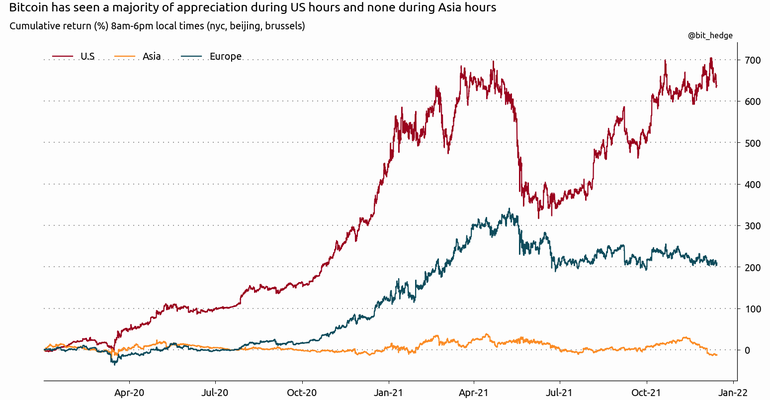 Bitcoin has seen a majority of appreciation during US hours and none during Asia hours
Cumulative return (%) 8am-6pm local times (nyc, beijing, brussels)
@bit_hedge
U.S Asia Europe
700
600
500
400
300
200
100
0
Apr-20 Jul-20 Oct-20 Jan-21 Apr-21 Jul-21 Oct-21 Jan-22